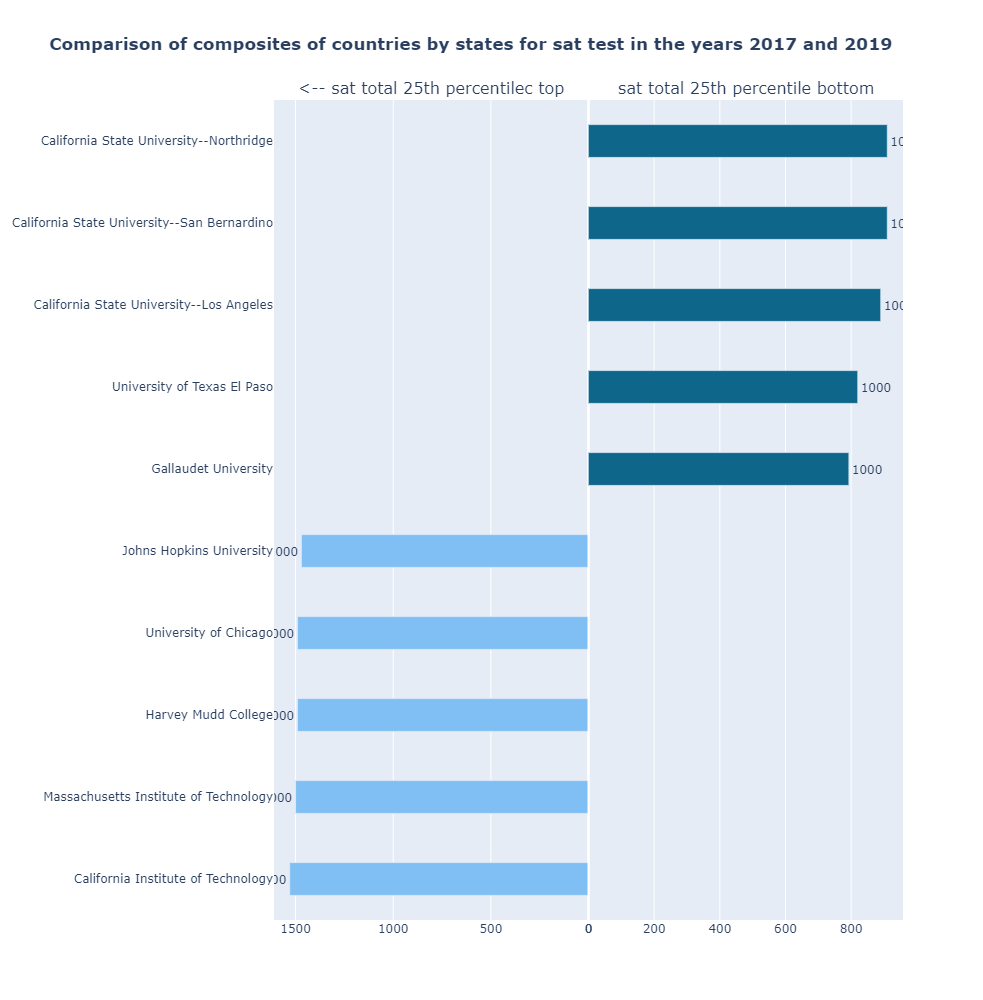 Comparison of composites of countries by states for sat test in the years 2017 and 2019
<-- sat total 25th percentilec top
sat total 25th percentile bottom
California State University--Northridge
California State University--San Bernardino
California State University--Los Angeles
University of Texas El Paso 1000
Gallaudet University 1000
Johns Hopkins University
University of Chicago
Harvey Mudd College
Massachusetts Institute of Technology
California Institute of Technology
1500 1000 500 0 200 400 600 800